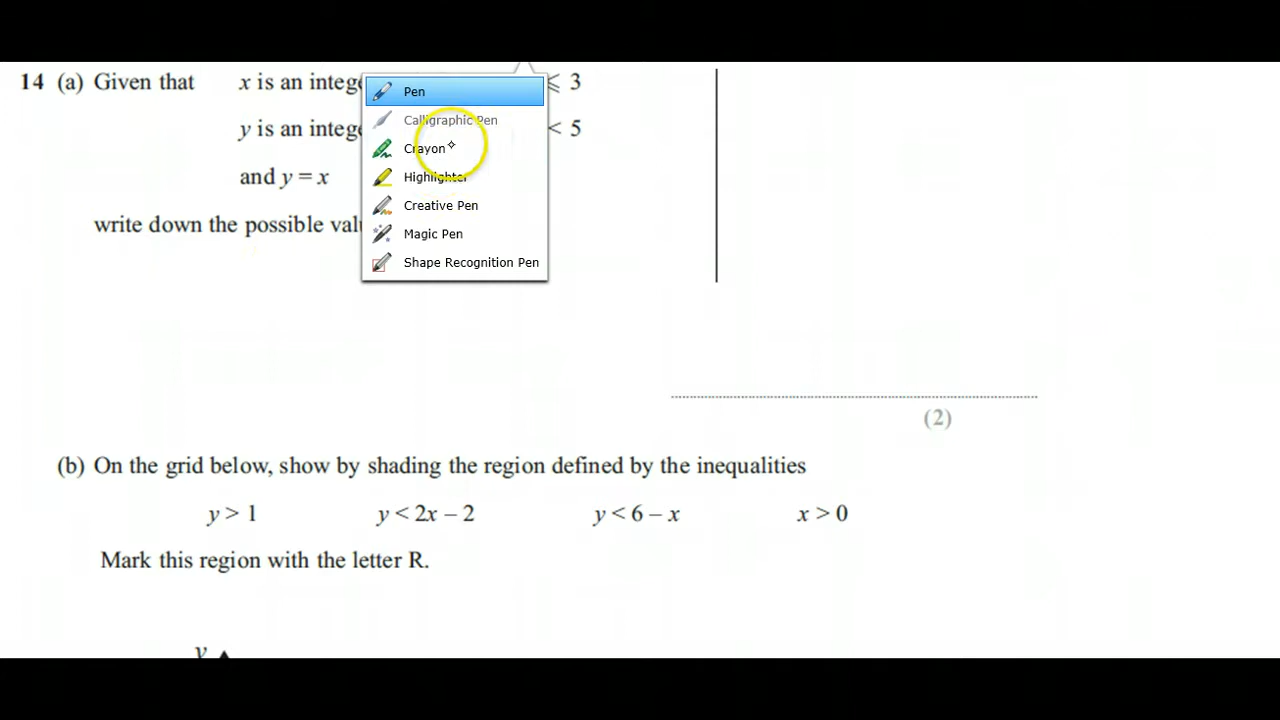 14 (a) Given that x is an intege ⩽ 3
y is an intege < 5
and y = x
write down the possible valu
Pen
Calligraphic Pen
Crayon
Highlighter
Creative Pen
Magic Pen
Shape Recognition Pen
(2)
(b) On the grid below, show by shading the region defined by the inequalities
y > 1 y < 2x – 2 y < 6 – x x > 0
Mark this region with the letter R.
y